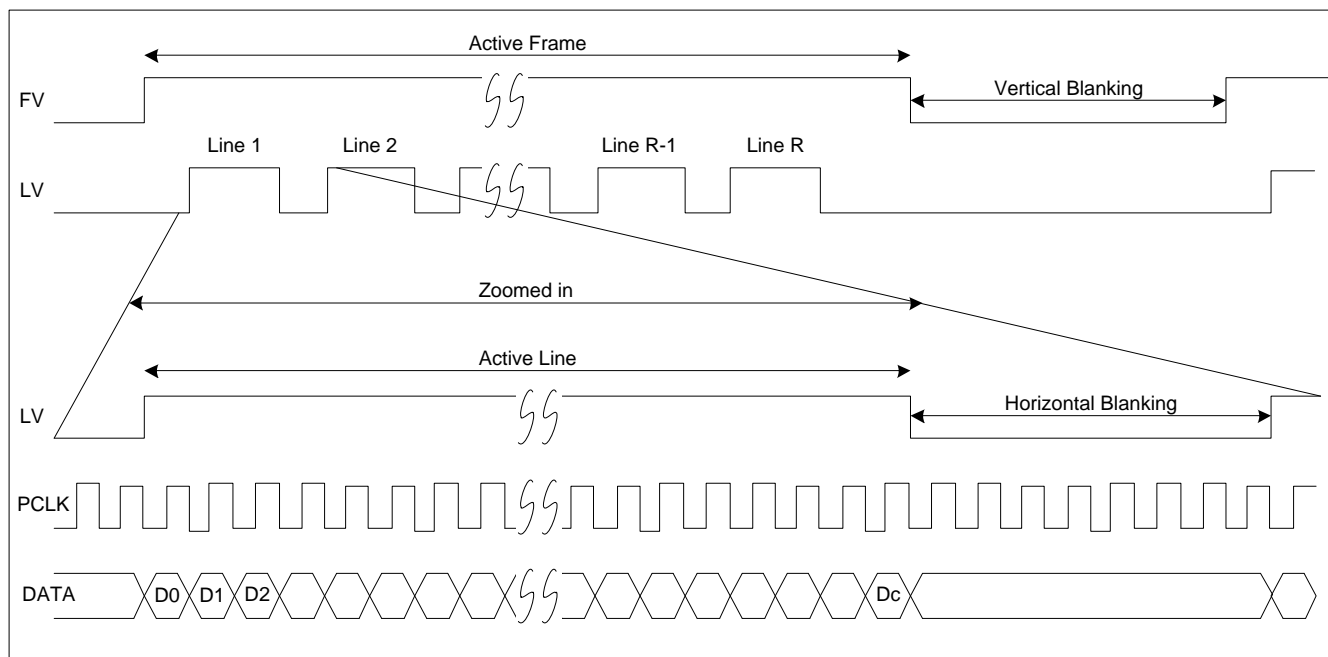 Active Frame
FV
Vertical Blanking
Line 1 Line 2 Line R-1 Line R
LV
Zoomed in
Active Line
LV
Horizontal Blanking
PCLK
DATA D0 D1 D2 Dc